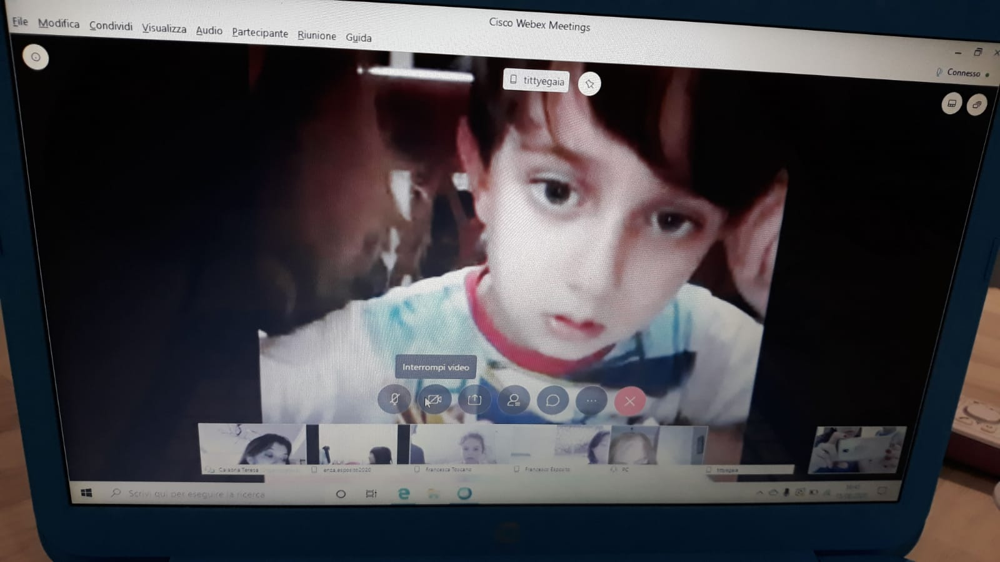 Cisco Webex Meetings
File Modifica Condividi Visualizza Audio Partecipante Riunione Guida
Connesso
tittyegaia
Interrompi video
Calabria Teresa
enza.esposito2020
Francesca Toscano
Francesco Esposito
PC
tittyegaia
Scrivi qui per eseguire la ricerca